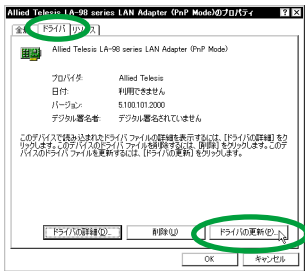 Allied Telesis LA-98 series LAN Adapter (PnP Mode)のプロパティ
全般 ドライバ リソース
Allied Telesis LA-98 series LAN Adapter (PnP Mode)
プロバイダ: Allied Telesis
日付: 利用できません
バージョン: 5.100.101.2000
デジタル署名者: デジタル署名されていません
このデバイスで読み込まれたドライバ ファイルの詳細を表示するには、[ドライバの詳細] をク
リックします。このデバイスのドライバ ファイルを削除するには、[削除] をクリックします。このデ
バイスのドライバ ファイルを更新するには、[ドライバの更新] をクリックします。
ドライバの詳細(D)... 削除(U) ドライバの更新(P)...
OK キャンセル